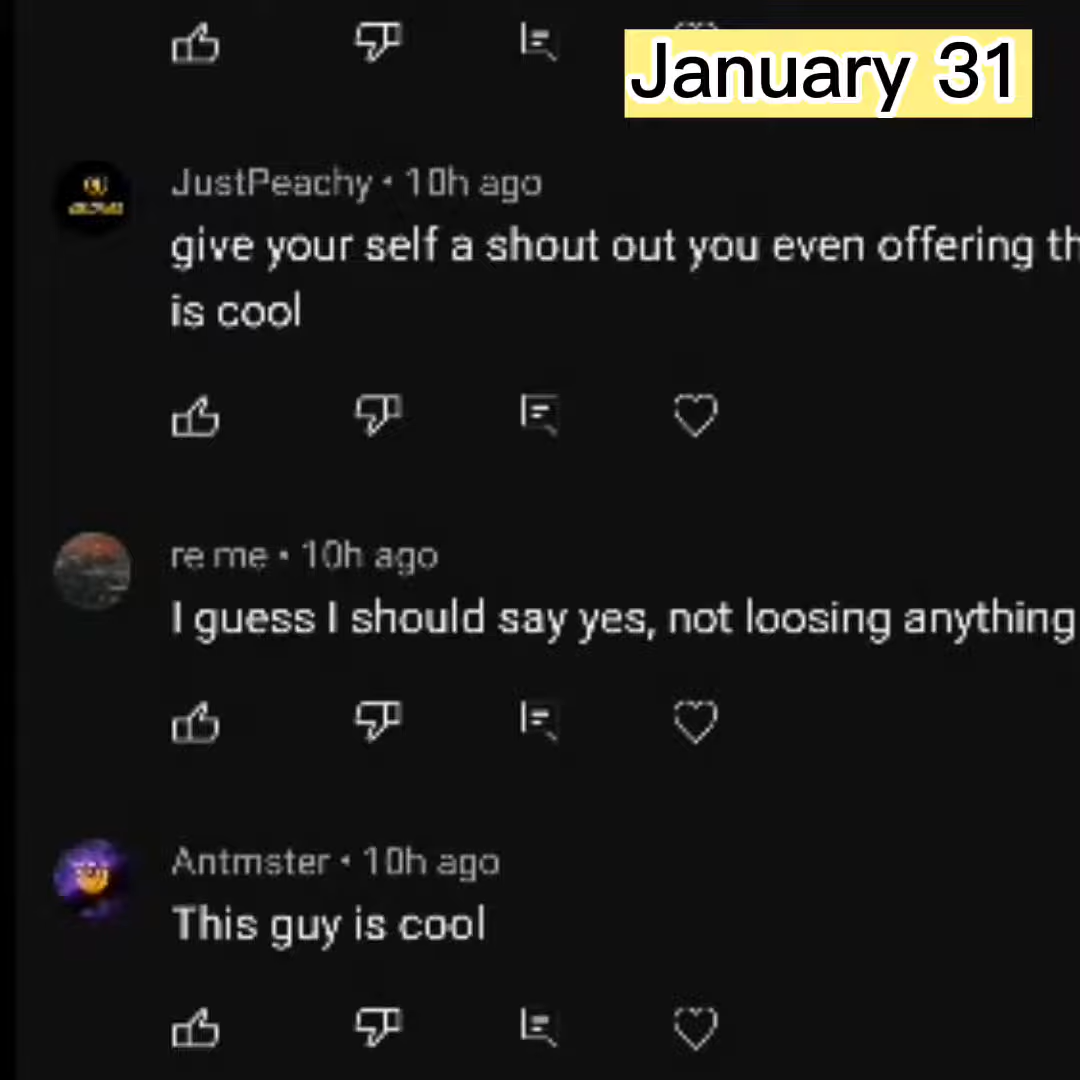 January 31
JustPeachy • 10h ago
give your self a shout out you even offering
is cool
re me • 10h ago
I guess I should say yes, not loosing anything
Antmster • 10h ago
This guy is cool